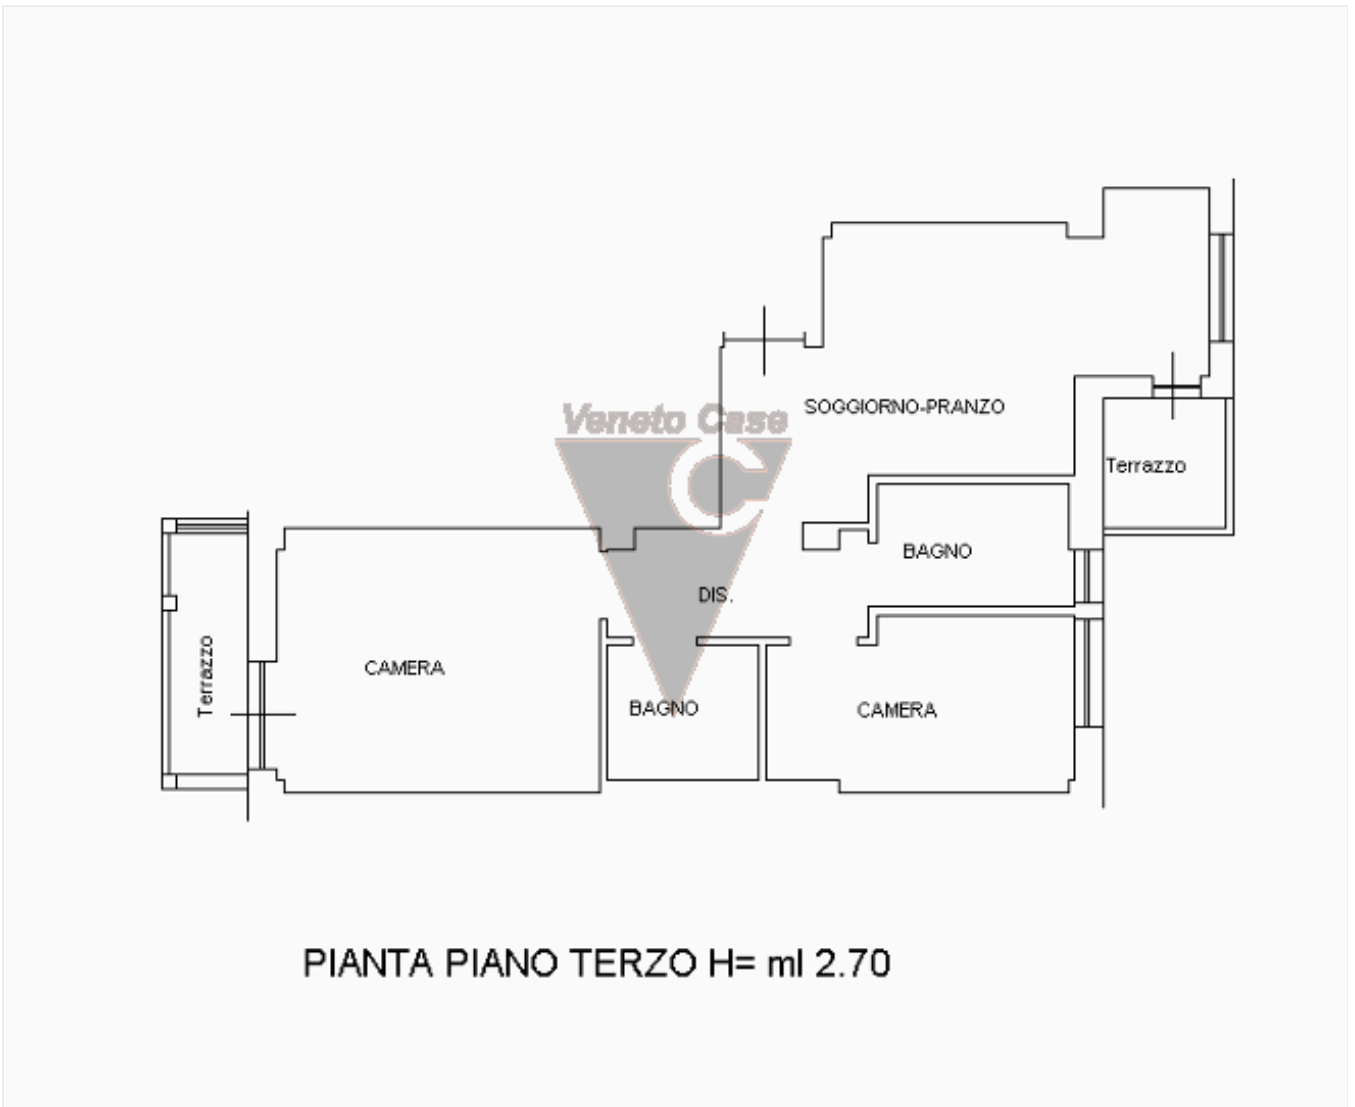 SOGGIORNO-PRANZO
Veneto Case
Terrazzo
BAGNO
DIS.
Terrazzo
CAMERA
BAGNO
CAMERA
PIANTA PIANO TERZO H= ml 2.70